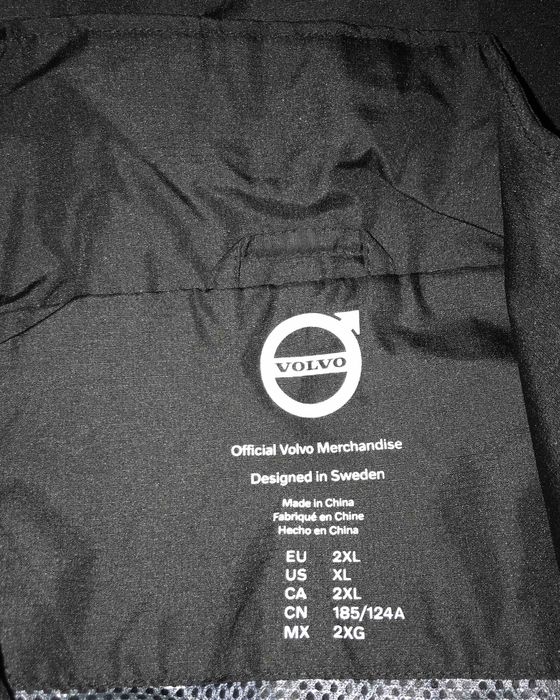 VOLVO
Official Volvo Merchandise
Designed in Sweden
Made in China
Fabriqué en Chine
Hecho en China
EU 2XL
US XL
CA 2XL
CN 185/124A
MX 2XG